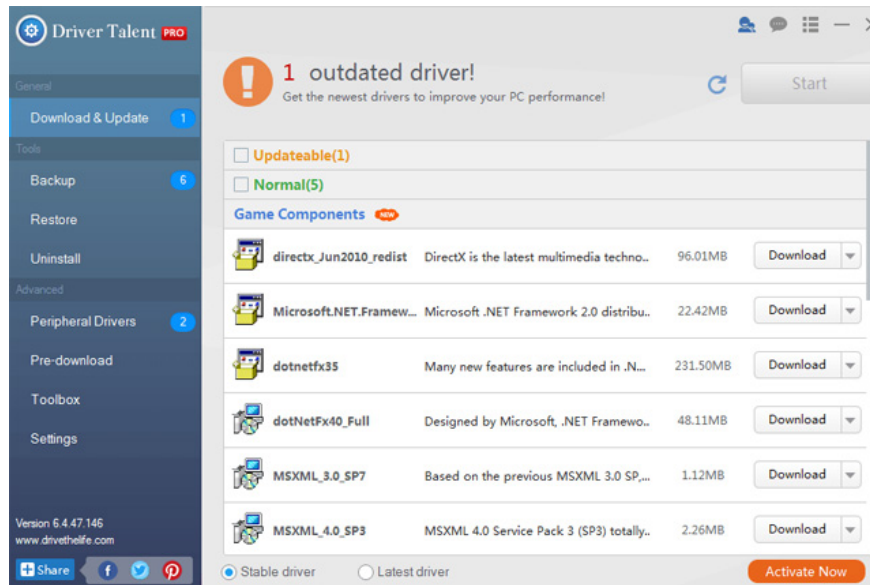 Driver Talent PRO
General
Download & Update 1
Tools
Backup 6
Restore
Uninstall
Advanced
Peripheral Drivers 2
Pre-download
Toolbox
Settings
Version 6.4.47.146
www.drivethelife.com
Share
1 outdated driver!
Get the newest drivers to improve your PC performance!
Start
Updateable(1)
Normal(5)
Game Components NEW
directx_Jun2010_redist DirectX is the latest multimedia techno.. 96.01MB Download
Microsoft.NET.Framew... Microsoft .NET Framework 2.0 distribu.. 22.42MB Download
dotnetfx35 Many new features are included in .N... 231.50MB Download
dotNetFx40_Full Designed by Microsoft, .NET Framewo.. 48.11MB Download
MSXML_3.0_SP7 Based on the previous MSXML 3.0 SP,... 1.12MB Download
MSXML_4.0_SP3 MSXML 4.0 Service Pack 3 (SP3) totally.. 2.26MB Download
Stable driver Latest driver Activate Now